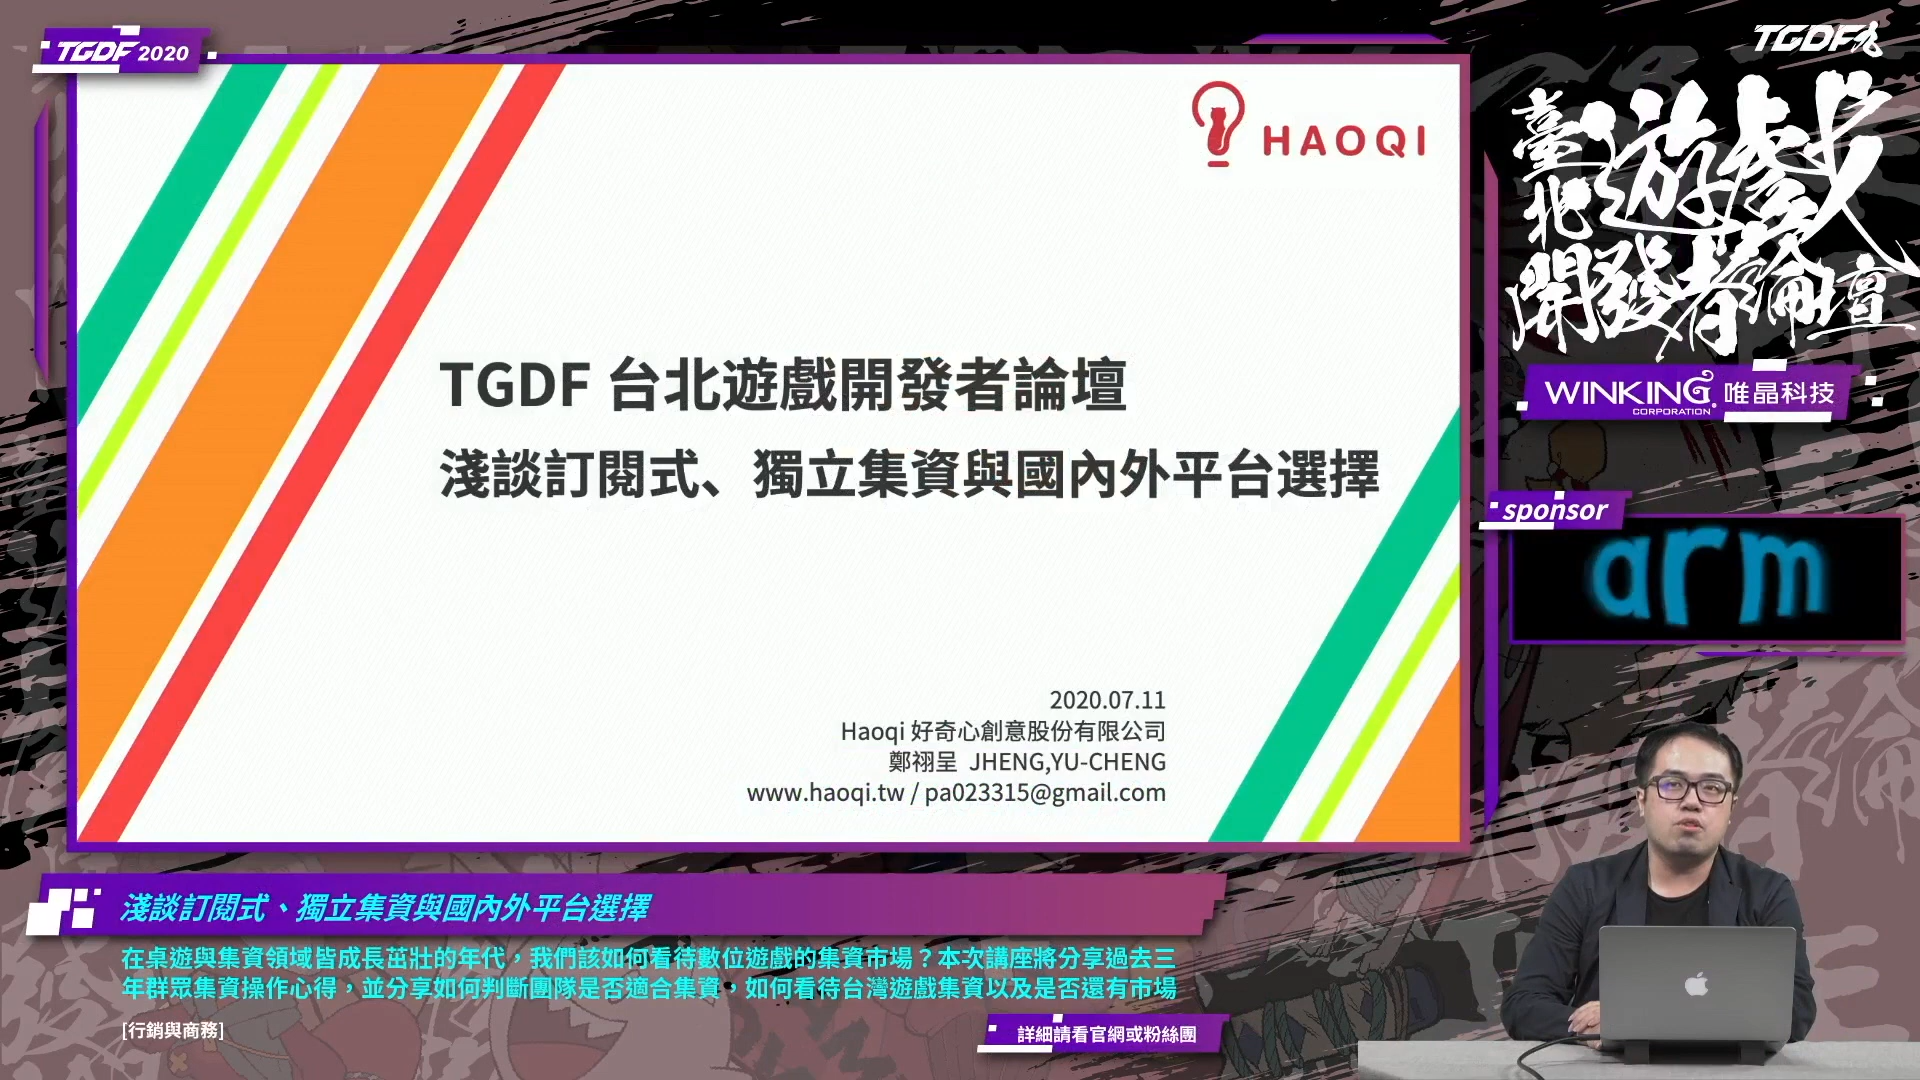 TGDF 2020
HAOQI
TGDF 台北遊戲開發者論壇
淺談訂閱式、獨立集資與國內外平台選擇
2020.07.11
Haoqi 好奇心創意股份有限公司
鄭祤呈 JHENG,YU-CHENG
www.haoqi.tw / pa023315@gmail.com
TGDF
臺北遊戲
開發者論壇
WINKING CORPORATION 唯晶科技
sponsor
arm
淺談訂閱式、獨立集資與國內外平台選擇
在桌遊與集資領域皆成長茁壯的年代，我們該如何看待數位遊戲的集資市場？本次講座將分享過去三
年群眾集資操作心得，並分享如何判斷團隊是否適合集資，如何看待台灣遊戲集資以及是否還有市場
[行銷與商務]
詳細請看官網或粉絲團